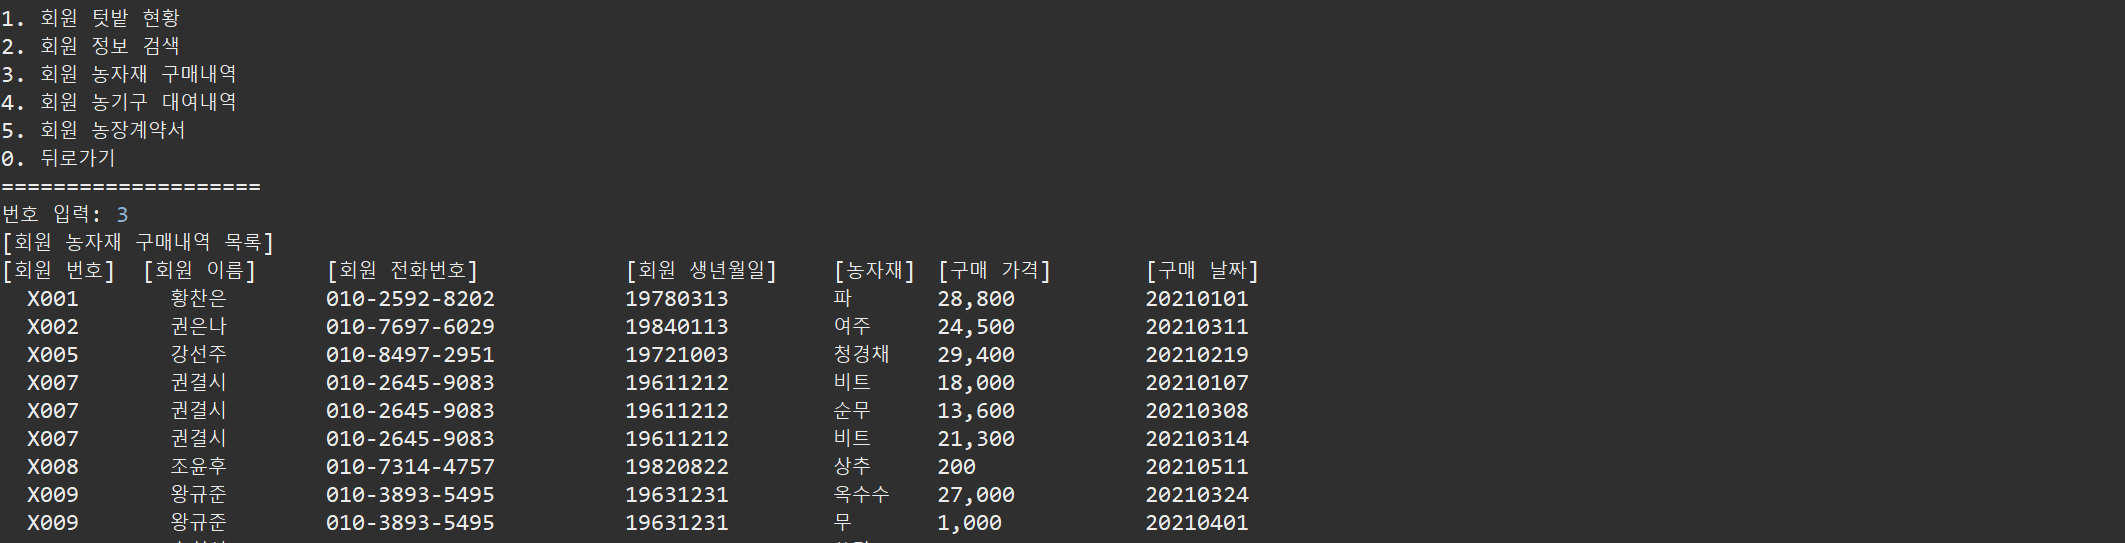 1. 회원 텃밭 현황
2. 회원 정보 검색
3. 회원 농자재 구매내역
4. 회원 농기구 대여내역
5. 회원 농장계약서
0. 뒤로가기
====================
번호 입력: 3
[회원 농자재 구매내역 목록]
[회원 번호] [회원 이름] [회원 전화번호] [회원 생년월일] [농자재] [구매 가격] [구매 날짜]
X001 황찬은 010-2592-8202 19780313 파 28,800 20210101
X002 권은나 010-7697-6029 19840113 여주 24,500 20210311
X005 강선주 010-8497-2951 19721003 청경채 29,400 20210219
X007 권결시 010-2645-9083 19611212 비트 18,000 20210107
X007 권결시 010-2645-9083 19611212 순무 13,600 20210308
X007 권결시 010-2645-9083 19611212 비트 21,300 20210314
X008 조윤후 010-7314-4757 19820822 상추 200 20210511
X009 왕규준 010-3893-5495 19631231 옥수수 27,000 20210324
X009 왕규준 010-3893-5495 19631231 무 1,000 20210401